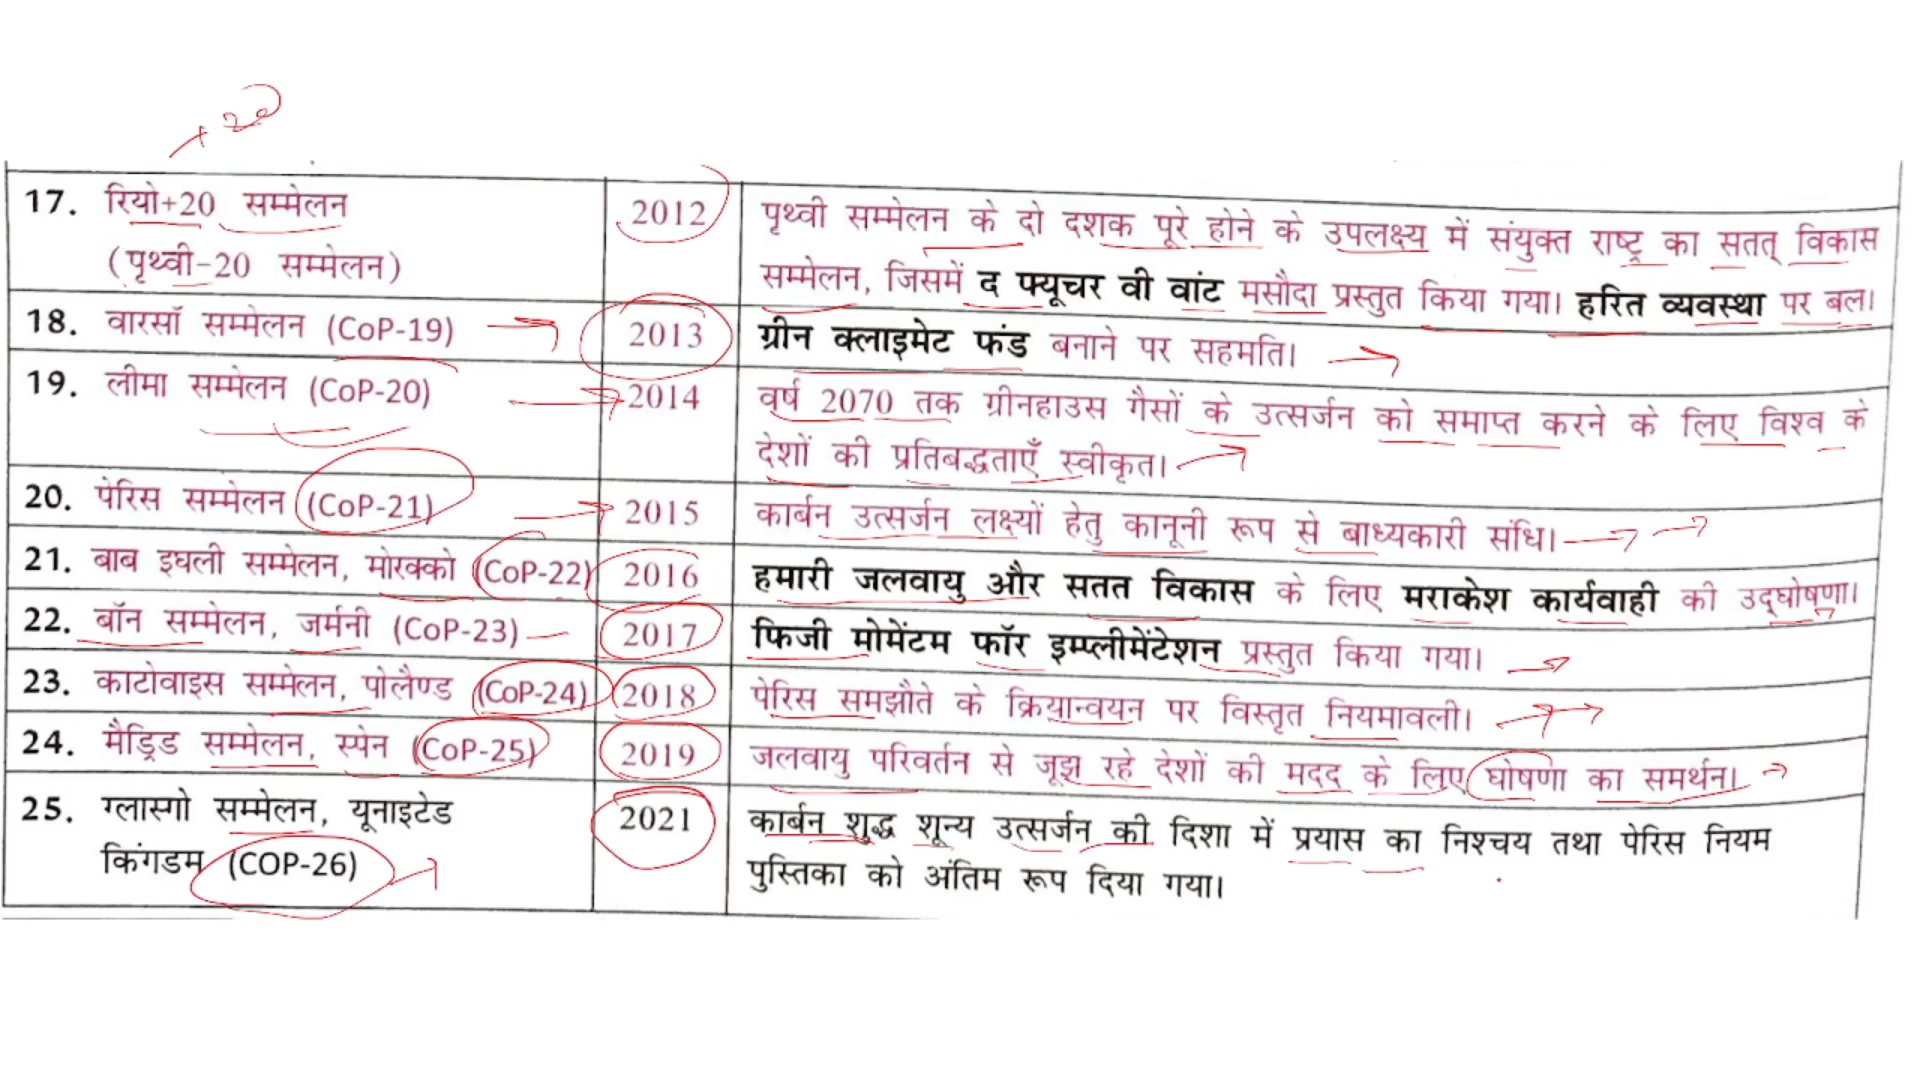 +20
17. रियो+20 सम्मेलन 2012 पृथ्वी सम्मेलन के दो दशक पूरे होने के उपलक्ष्य में संयुक्त राष्ट्र का सतत् विकास
(पृथ्वी-20 सम्मेलन) सम्मेलन, जिसमें द फ्यूचर वी वांट मसौदा प्रस्तुत किया गया। हरित व्यवस्था पर बल।
18. वारसॉ सम्मेलन (CoP-19) 2013 ग्रीन क्लाइमेट फंड बनाने पर सहमति।
19. लीमा सम्मेलन (CoP-20) 2014 वर्ष 2070 तक ग्रीनहाउस गैसों के उत्सर्जन को समाप्त करने के लिए विश्व के
देशों की प्रतिबद्धताएँ स्वीकृत।
20. पेरिस सम्मेलन (CoP-21) 2015 कार्बन उत्सर्जन लक्ष्यों हेतु कानूनी रूप से बाध्यकारी संधि।
21. बाब इघली सम्मेलन, मोरक्को (CoP-22) 2016 हमारी जलवायु और सतत विकास के लिए मराकेश कार्यवाही की उद्घोषणा।
22. बॉन सम्मेलन, जर्मनी (CoP-23) 2017 फिजी मोमेंटम फॉर इम्प्लीमेंटेशन प्रस्तुत किया गया।
23. काटोवाइस सम्मेलन, पोलैण्ड (CoP-24) 2018 पेरिस समझौते के क्रियान्वयन पर विस्तृत नियमावली।
24. मैड्रिड सम्मेलन, स्पेन (CoP-25) 2019 जलवायु परिवर्तन से जूझ रहे देशों की मदद के लिए घोषणा का समर्थन।
25. ग्लास्गो सम्मेलन, यूनाइटेड 2021 कार्बन शुद्ध शून्य उत्सर्जन की दिशा में प्रयास का निश्चय तथा पेरिस नियम
किंगडम (COP-26) पुस्तिका को अंतिम रूप दिया गया।